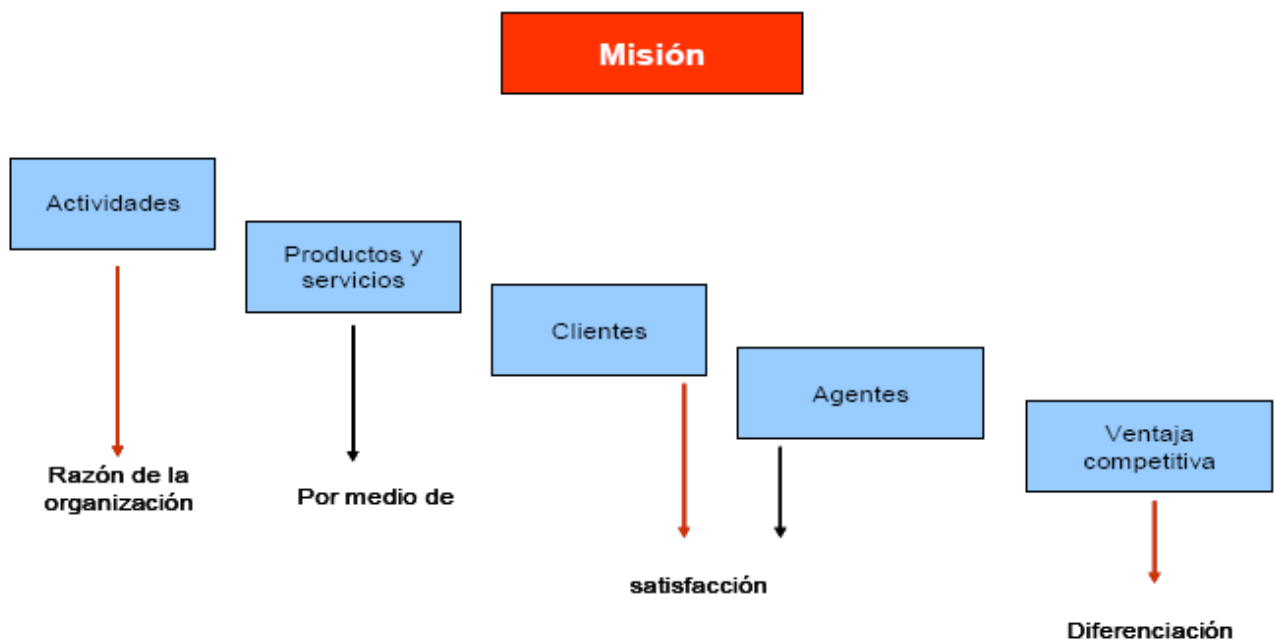 Misión
Actividades
Productos y
servicios
Clientes
Agentes
Ventaja
competitiva
Razón de la
organización
Por medio de
satisfacción
Diferenciación